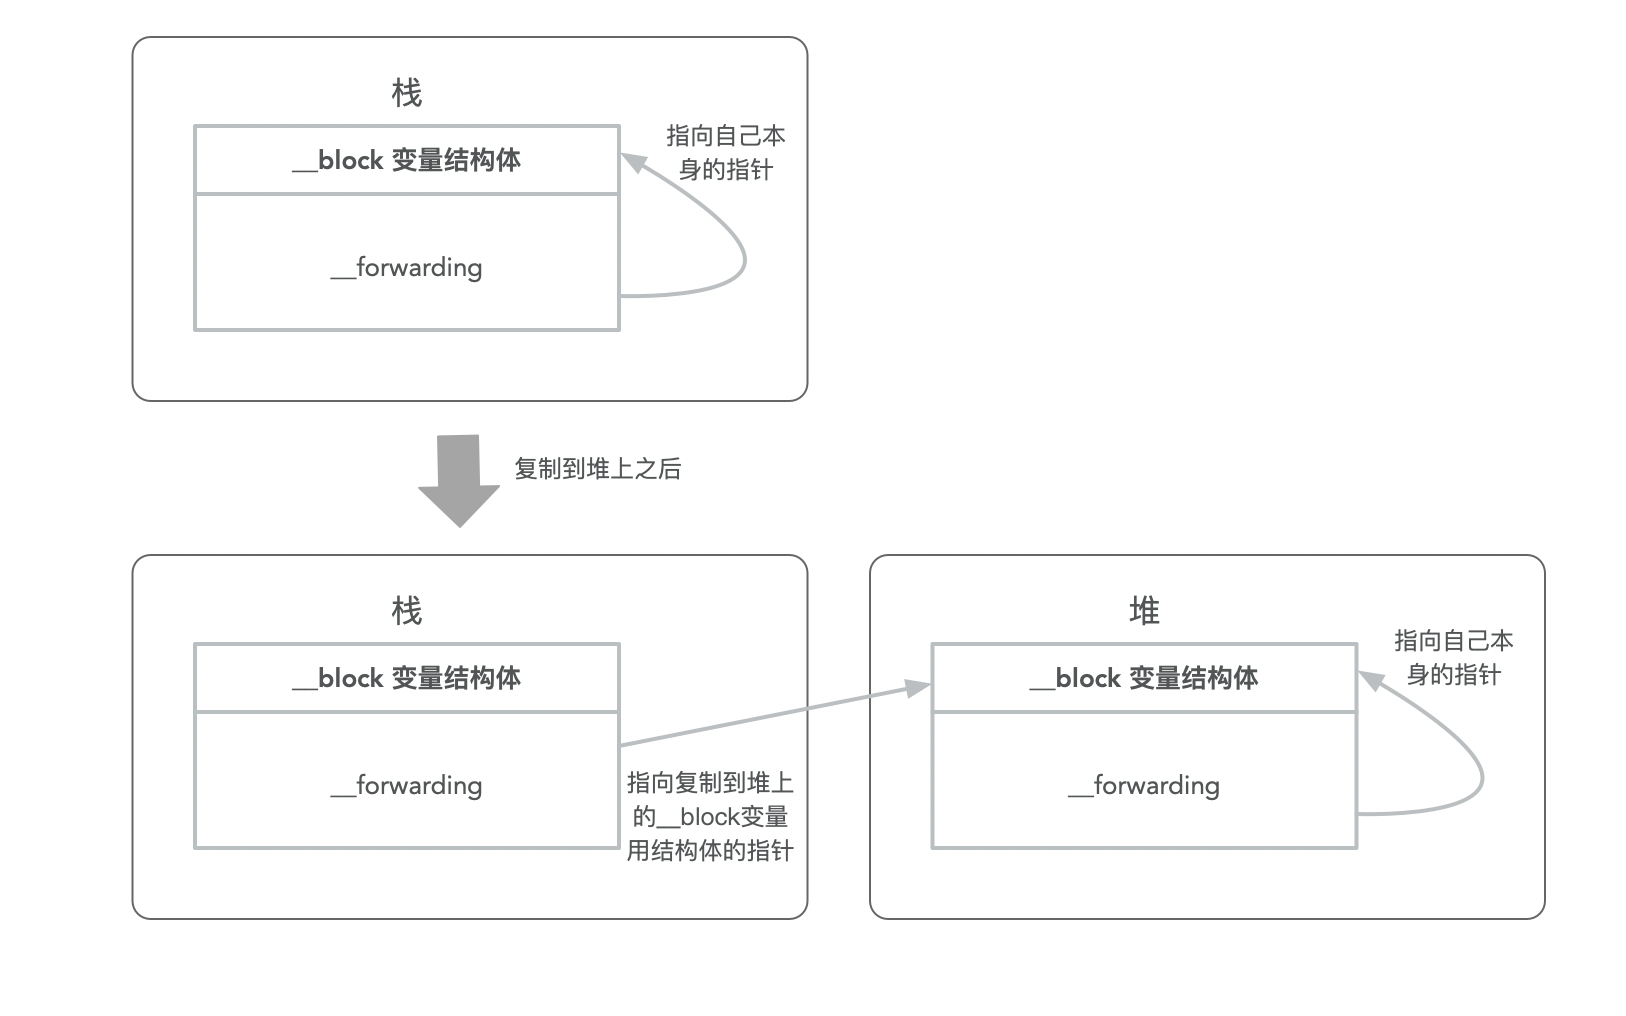 栈
__block 变量结构体
指向自己本
身的指针
__forwarding
复制到堆上之后
栈
__block 变量结构体
__forwarding
指向复制到堆上
的__block变量
用结构体的指针
堆
__block 变量结构体
指向自己本
身的指针
__forwarding